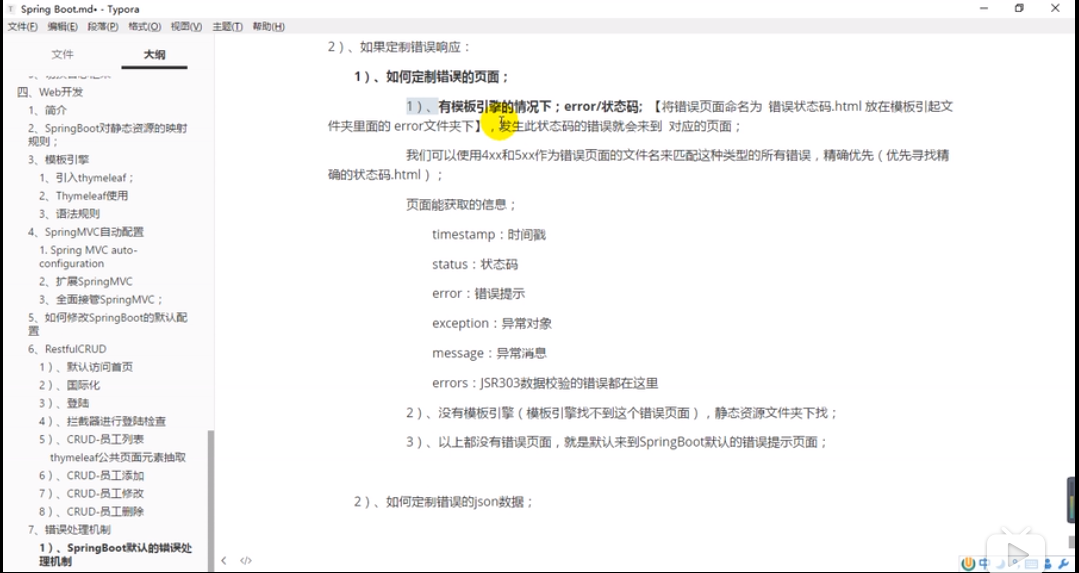 Spring Boot.md• - Typora
文件(F) 编辑(E) 段落(P) 格式(O) 视图(V) 主题(T) 帮助(H)
文件 大纲
四、Web开发
1、简介
2、SpringBoot对静态资源的映射
规则；
3、模板引擎
1、引入thymeleaf；
2、Thymeleaf使用
3、语法规则
4、SpringMVC自动配置
1. Spring MVC auto-
configuration
2、扩展SpringMVC
3、全面接管SpringMVC；
5、如何修改SpringBoot的默认配
置
6、RestfulCRUD
1）、默认访问首页
2）、国际化
3）、登陆
4）、拦截器进行登陆检查
5）、CRUD-员工列表
thymeleaf公共页面元素抽取
6）、CRUD-员工添加
7）、CRUD-员工修改
8）、CRUD-员工删除
7、错误处理机制
1）、SpringBoot默认的错误处
理机制
2）、如果定制错误响应：
1）、如何定制错误的页面；
1）、有模板引擎的情况下；error/状态码; 【将错误页面命名为 错误状态码.html 放在模板引起文
件夹里面的 error文件夹下】，发生此状态码的错误就会来到 对应的页面；
我们可以使用4xx和5xx作为错误页面的文件名来匹配这种类型的所有错误，精确优先（优先寻找精
确的状态码.html）；
页面能获取的信息；
timestamp：时间戳
status：状态码
error：错误提示
exception：异常对象
message：异常消息
errors：JSR303数据校验的错误都在这里
2）、没有模板引擎（模板引擎找不到这个错误页面），静态资源文件夹下找；
3）、以上都没有错误页面，就是默认来到SpringBoot默认的错误提示页面；
2）、如何定制错误的json数据；
中